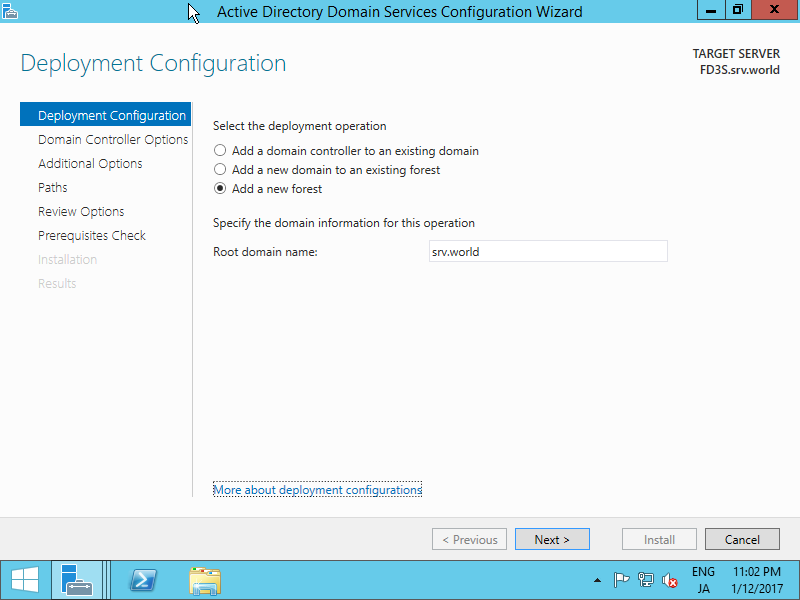 Active Directory Domain Services Configuration Wizard
Deployment Configuration
TARGET SERVER
FD3S.srv.world
Deployment Configuration
Domain Controller Options
Additional Options
Paths
Review Options
Prerequisites Check
Installation
Results
Select the deployment operation
Add a domain controller to an existing domain
Add a new domain to an existing forest
Add a new forest
Specify the domain information for this operation
Root domain name: srv.world
More about deployment configurations
< Previous Next > Install Cancel
ENG 11:02 PM
JA 1/12/2017